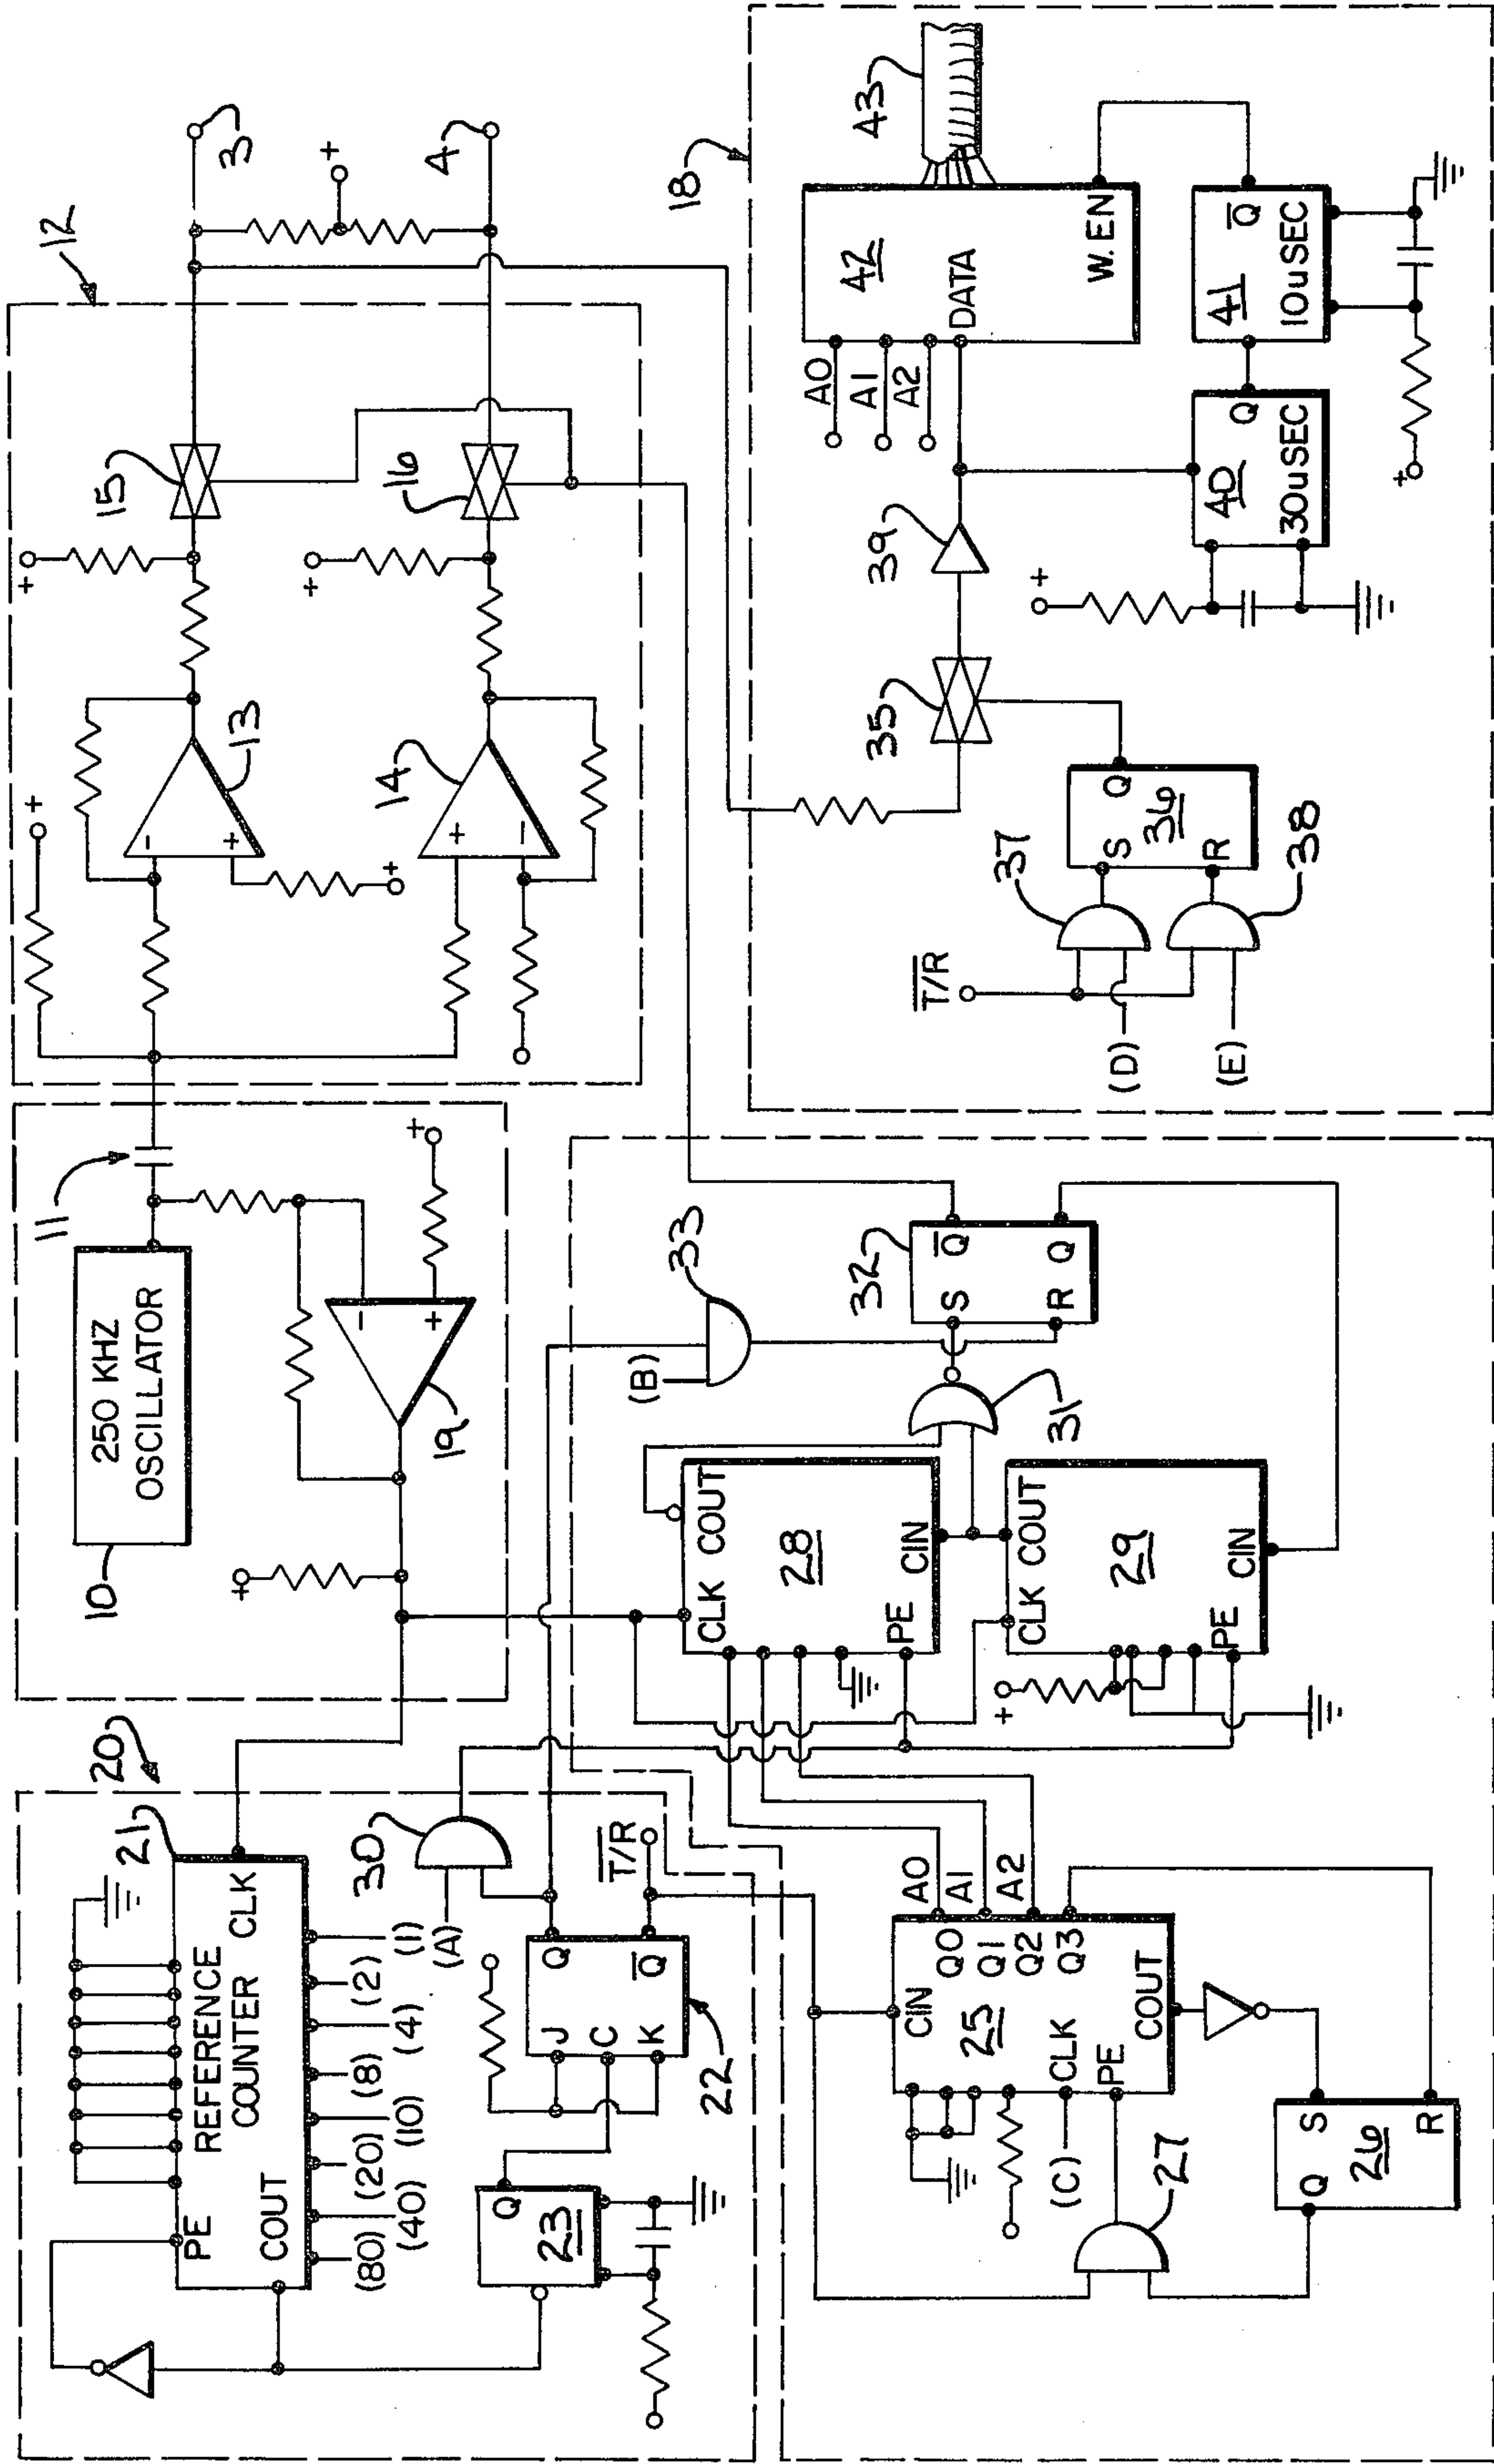 12
3
4
+
15
16
+
+
13
14
+
+
11
10
250 KHZ
OSCILLATOR
19
+
+
18
43
42
A0
A1
A2
DATA
W. EN
39
35
40
Q
30uSEC
41
Q
10uSEC
+
+
36
Q
S
R
37
38
T/R
(D)
(E)
20
21
REFERENCE
COUNTER
PE
COUT
CLK
(1)
(2)
(4)
(8)
(10)
(20)
(40)
(80)
30
(A)
22
J
C
K
Q
Q
T/R
23
Q
33
(B)
32
S
R
Q
Q
31
28
CLK
COUT
CIN
PE
29
CLK
COUT
CIN
PE
+
A0
A1
A2
25
CIN
Q0
Q1
Q2
Q3
CLK
PE
COUT
(C)
27
26
Q
S
R